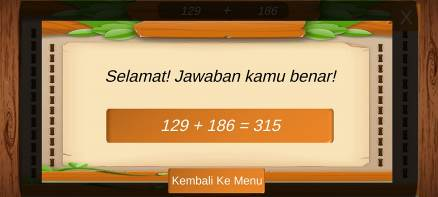 129 + 186
X
Selamat! Jawaban kamu benar!
129 + 186 = 315
Kembali Ke Menu